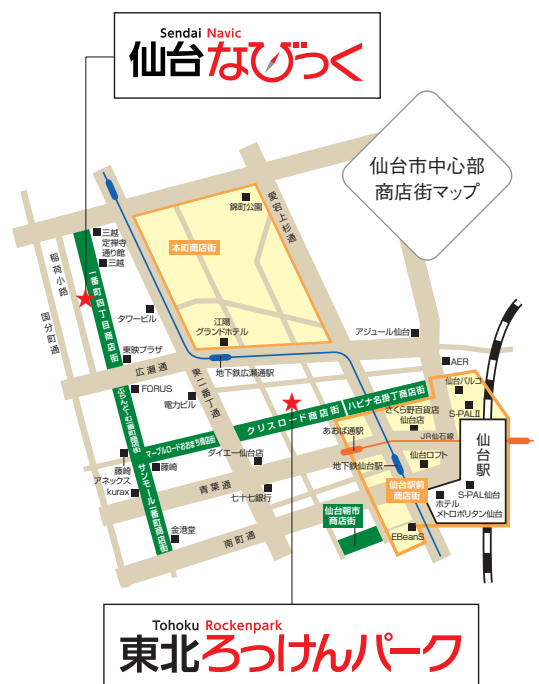 Sendai Navic
仙台なびっく
仙台市中心部
商店街マップ
愛宕上杉通
錦町公園
本町商店街
三越
定禅寺
通り館
三越
稲荷小路
国分町通
一番町四丁目商店街
タワービル
江陽
グランドホテル
アジュール仙台
東映プラザ
広瀬通
地下鉄広瀬通駅
東二番丁通
AER
FORUS
電力ビル
ぶらんど〜む一番町商店街
仙台パルコ
S-PALⅡ
ハピナ名掛丁商店街
クリスロード商店街
さくら野百貨店
仙台店
あおば通駅
JR仙石線
マーブルロードおおまち商店街
ダイエー仙台店
地下鉄仙台駅
仙台ロフト
仙台駅
藤崎
アネックス
藤崎
kurax
サンモール一番町商店街
青葉通
七十七銀行
仙台駅前
商店街
S-PAL仙台
ホテル
メトロポリタン仙台
金港堂
南町通
仙台朝市
商店街
EBeanS
Tohoku Rockenpark
東北ろっけんパーク